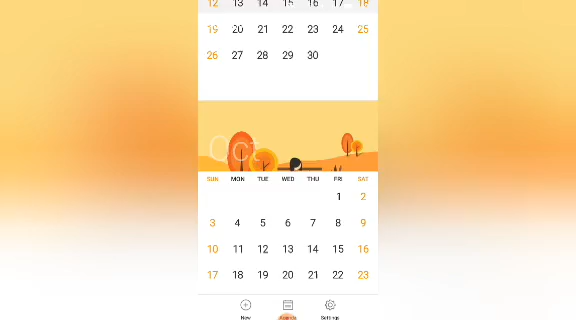 12 13 14 15 16 17 18
19 20 21 22 23 24 25
26 27 28 29 30
Oct
SUN MON TUE WED THU FRI SAT
1 2
3 4 5 6 7 8 9
10 11 12 13 14 15 16
17 18 19 20 21 22 23
New Agenda Settings